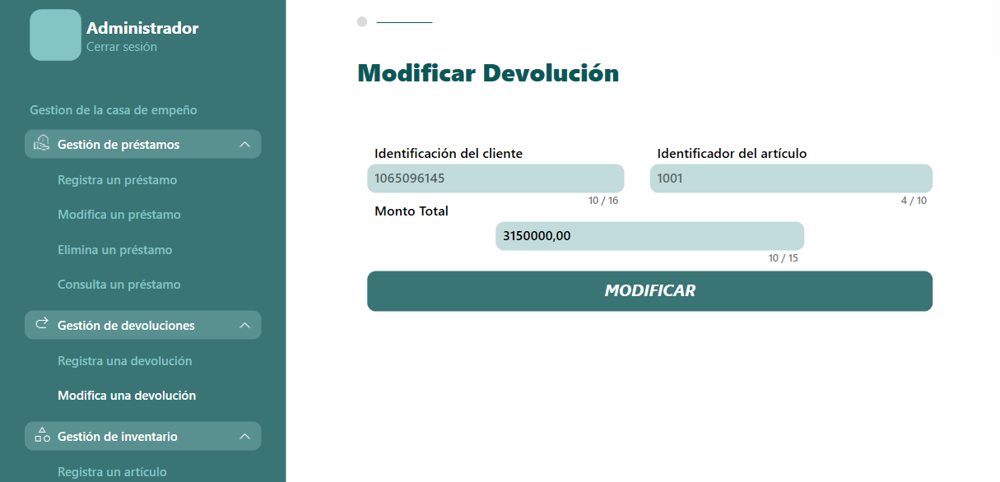 Administrador
Cerrar sesión
Gestion de la casa de empeño
Gestión de préstamos
Registra un préstamo
Modifica un préstamo
Elimina un préstamo
Consulta un préstamo
Gestión de devoluciones
Registra una devolución
Modifica una devolución
Gestión de inventario
Registra un artículo
Modificar Devolución
Identificación del cliente
1065096145
10 / 16
Identificador del artículo
1001
4 / 10
Monto Total
3150000,00
10 / 15
MODIFICAR